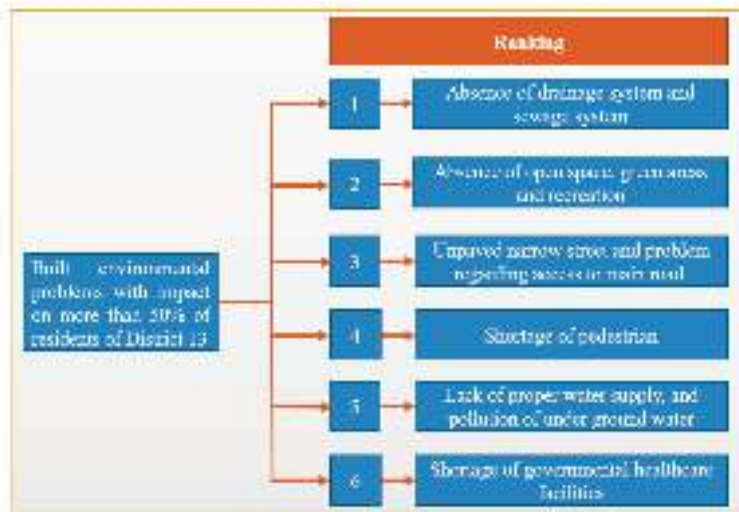 Ranking
Built environmental
problems with impact
on more than 50% of
residents of District 13
1
Absence of drainage system and
sewage system
2
Absence of open space, green areas
and recreation
3
Unpaved narrow street and problem
regarding access to main road
4
Shortage of pedestrian
5
Lack of proper water supply, and
pollution of under ground water
6
Shortage of governmental healthcare
facilities